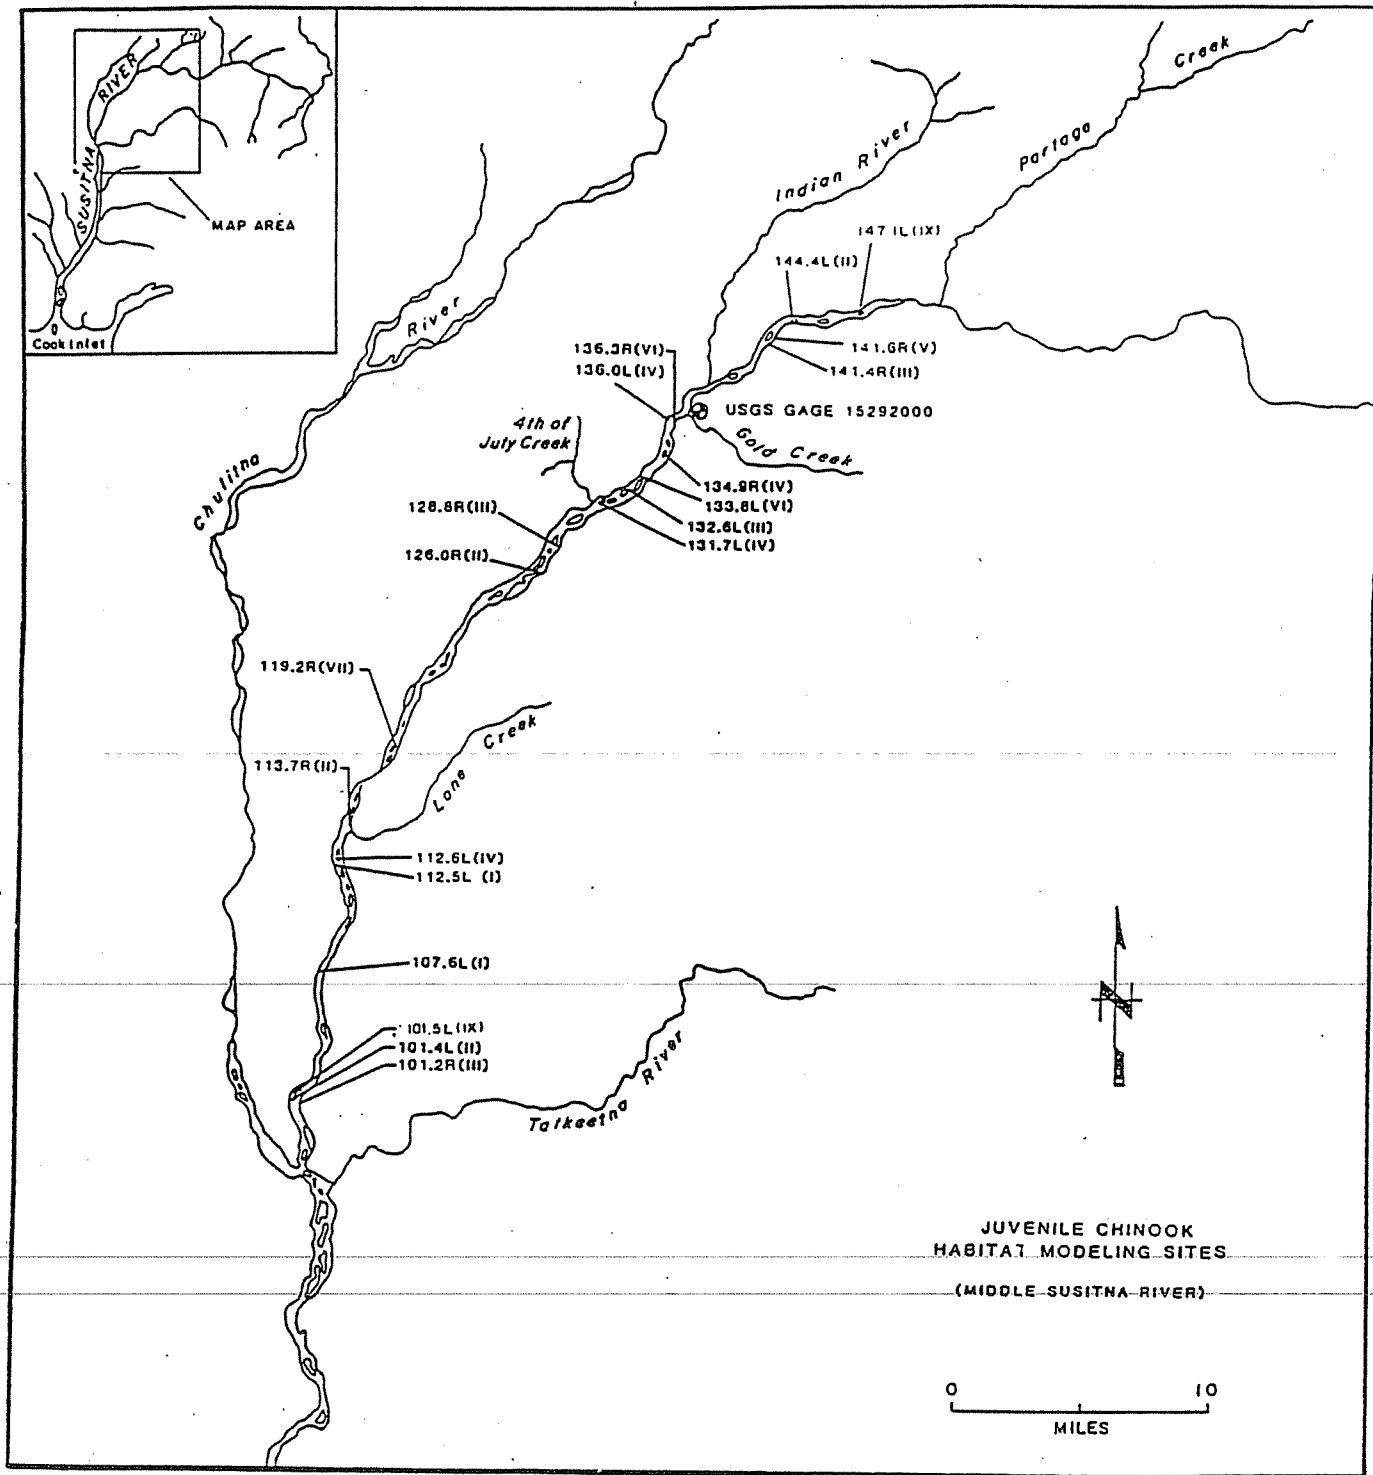 RIVER
SUSITNA
MAP AREA
Cook Inlet
Creek
Portage
Indian River
147.1L(IX)
144.4L(II)
River
136.3R(VI)
136.0L(IV)
141.6R(V)
141.4R(III)
USGS GAGE 15292000
4th of
July Creek
Gold Creek
Chulitna
134.9R(IV)
133.8L(VI)
128.8R(III)
132.6L(III)
131.7L(IV)
126.0R(II)
119.2R(VII)
Creek
Lane
113.7R(II)
112.6L(IV)
112.5L (I)
107.6L(I)
101.5L(IX)
101.4L(II)
101.2R(III)
River
Talkeetna
JUVENILE CHINOOK
HABITAT MODELING SITES
(MIDDLE SUSITNA RIVER)
0 10
MILES